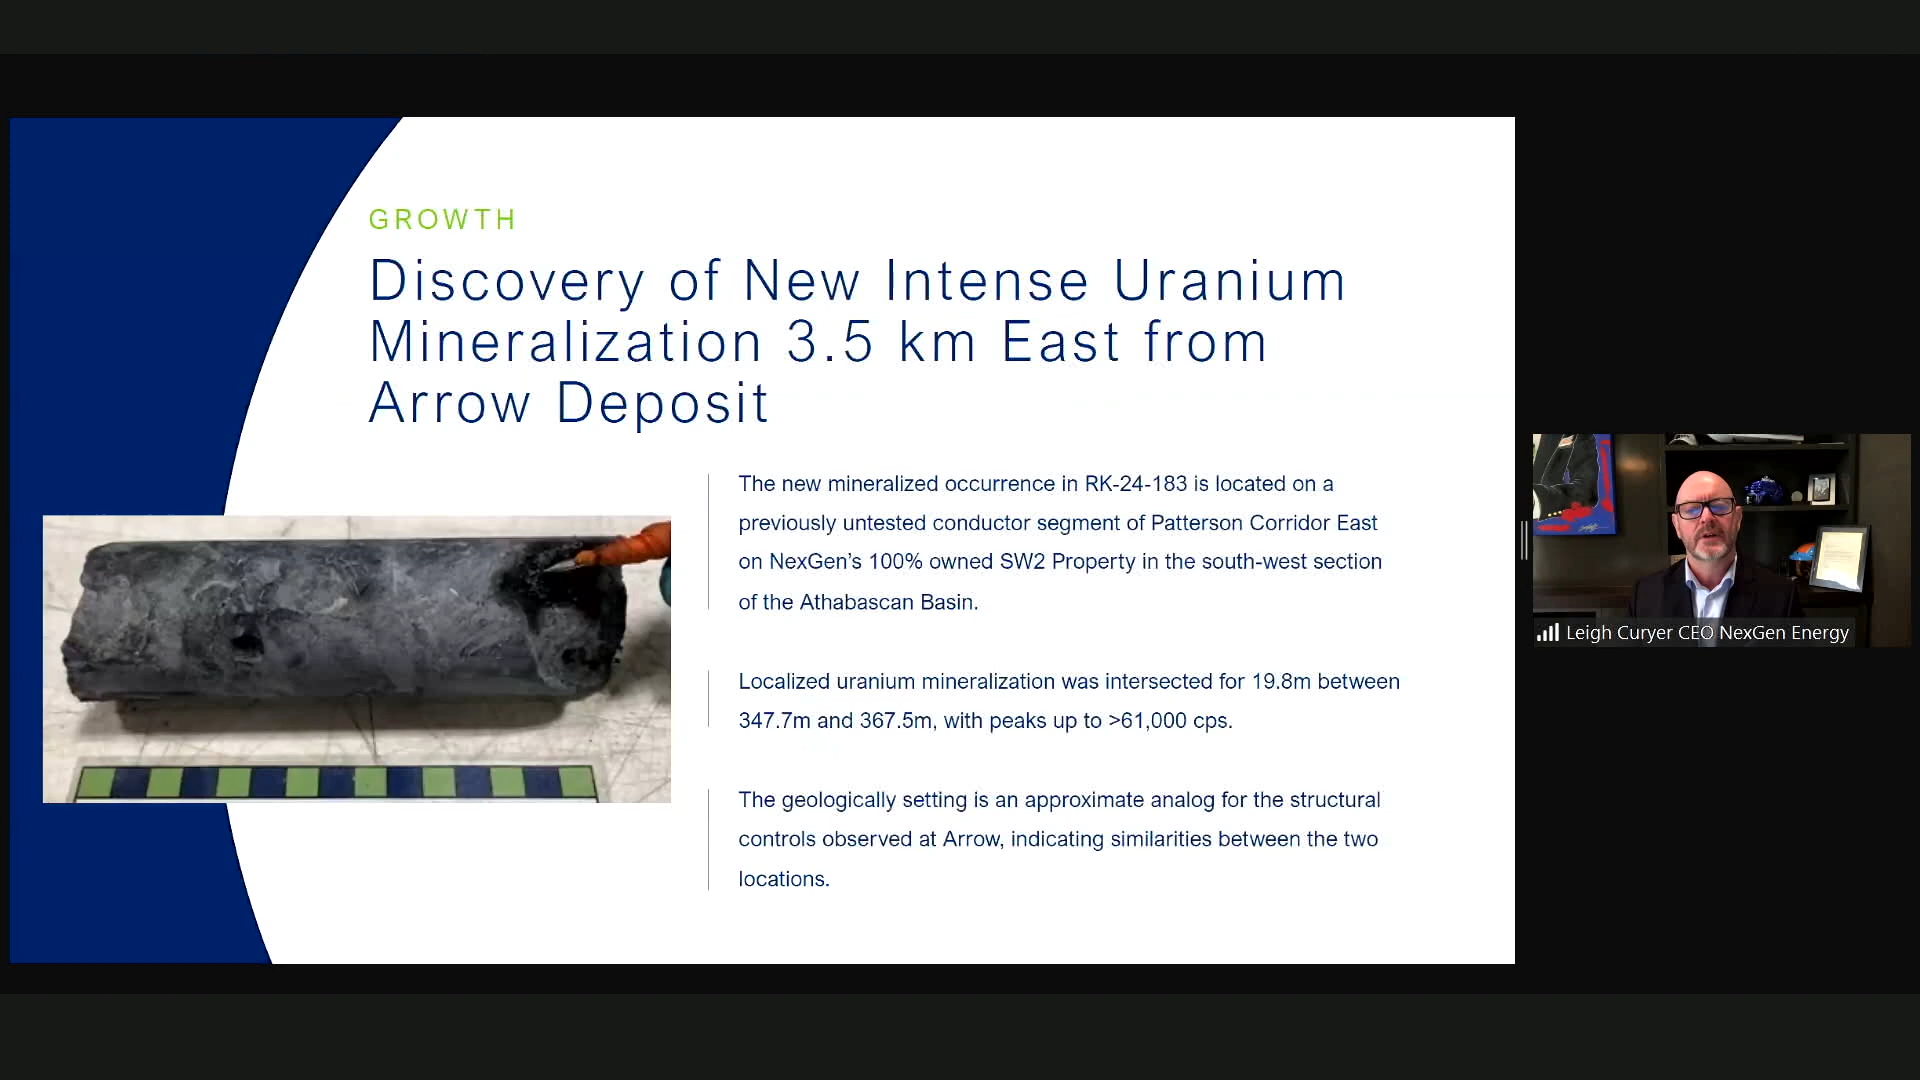 GROWTH
Discovery of New Intense Uranium
Mineralization 3.5 km East from
Arrow Deposit
The new mineralized occurrence in RK-24-183 is located on a
previously untested conductor segment of Patterson Corridor East
on NexGen’s 100% owned SW2 Property in the south-west section
of the Athabascan Basin.
Localized uranium mineralization was intersected for 19.8m between
347.7m and 367.5m, with peaks up to >61,000 cps.
The geologically setting is an approximate analog for the structural
controls observed at Arrow, indicating similarities between the two
locations.
Leigh Curyer CEO NexGen Energy